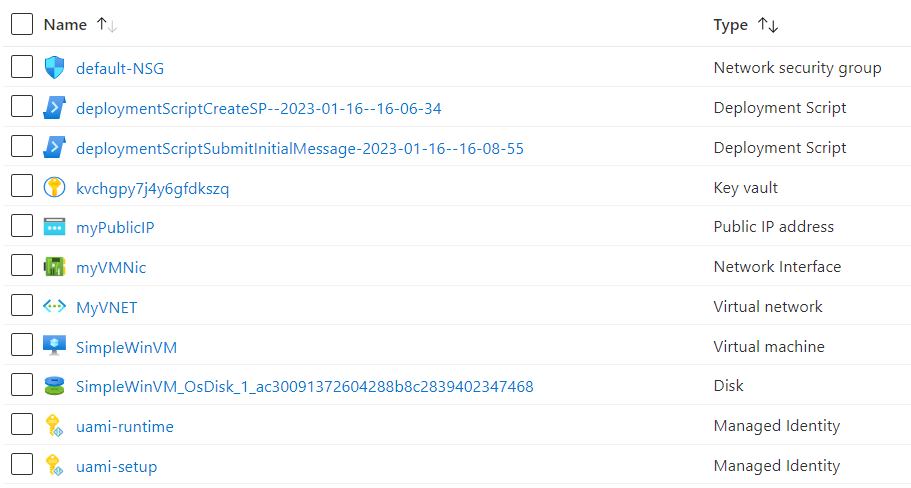 Name ↑↓ Type ↑↓
default-NSG Network security group
deploymentScriptCreateSP--2023-01-16--16-06-34 Deployment Script
deploymentScriptSubmitInitialMessage-2023-01-16--16-08-55 Deployment Script
kvchgpy7j4y6gfdkszq Key vault
myPublicIP Public IP address
myVMNic Network Interface
MyVNET Virtual network
SimpleWinVM Virtual machine
SimpleWinVM_OsDisk_1_ac30091372604288b8c2839402347468 Disk
uami-runtime Managed Identity
uami-setup Managed Identity